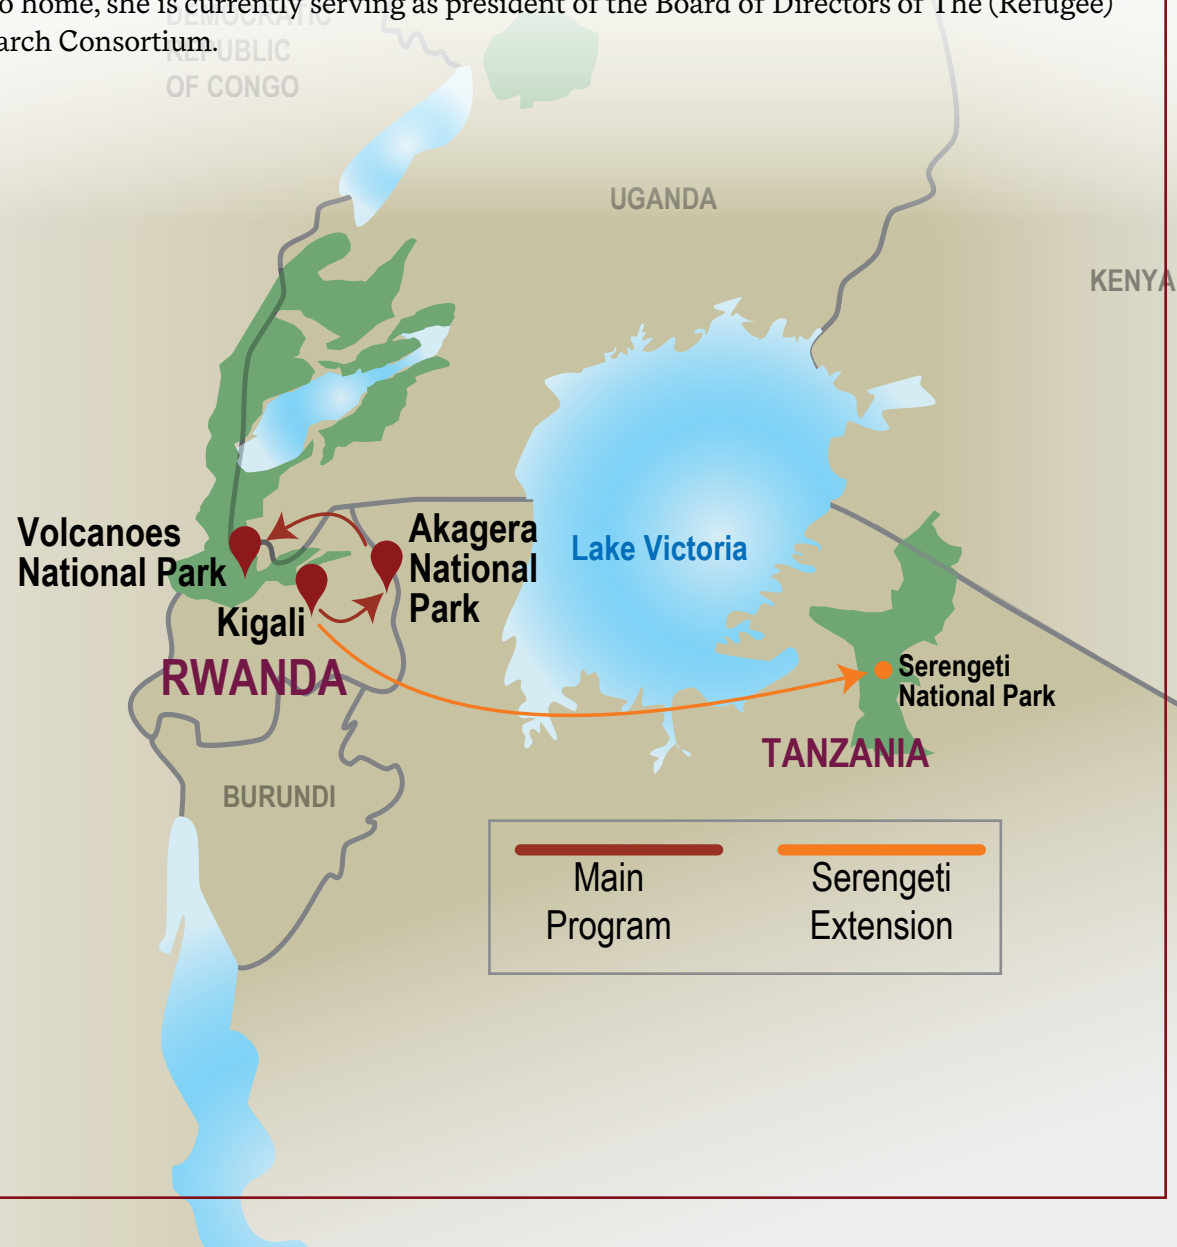 o home, she is currently serving as president of the Board of Directors of The (Refugee)
arch Consortium.
DEMOCRATIC
REPUBLIC
OF CONGO
UGANDA
KENYA
Volcanoes
National Park
Akagera
National
Park
Lake Victoria
Kigali
RWANDA
Serengeti
National Park
TANZANIA
BURUNDI
Main
Program
Serengeti
Extension